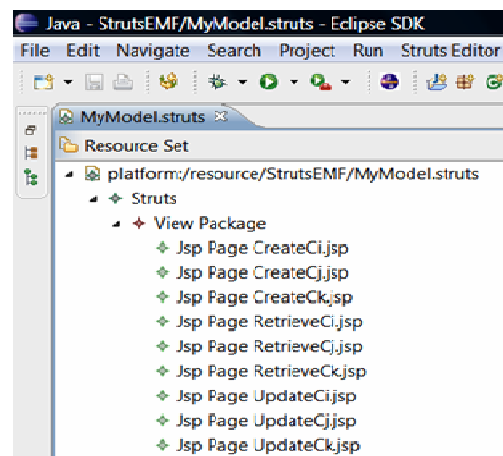 Java - StrutsEMF/MyModel.struts - Eclipse SDK
File Edit Navigate Search Project Run Struts Editor
MyModel.struts
Resource Set
platform:/resource/StrutsEMF/MyModel.struts
Struts
View Package
Jsp Page CreateCi.jsp
Jsp Page CreateCj.jsp
Jsp Page CreateCk.jsp
Jsp Page RetrieveCi.jsp
Jsp Page RetrieveCj.jsp
Jsp Page RetrieveCk.jsp
Jsp Page UpdateCi.jsp
Jsp Page UpdateCj.jsp
Jsp Page UpdateCk.jsp